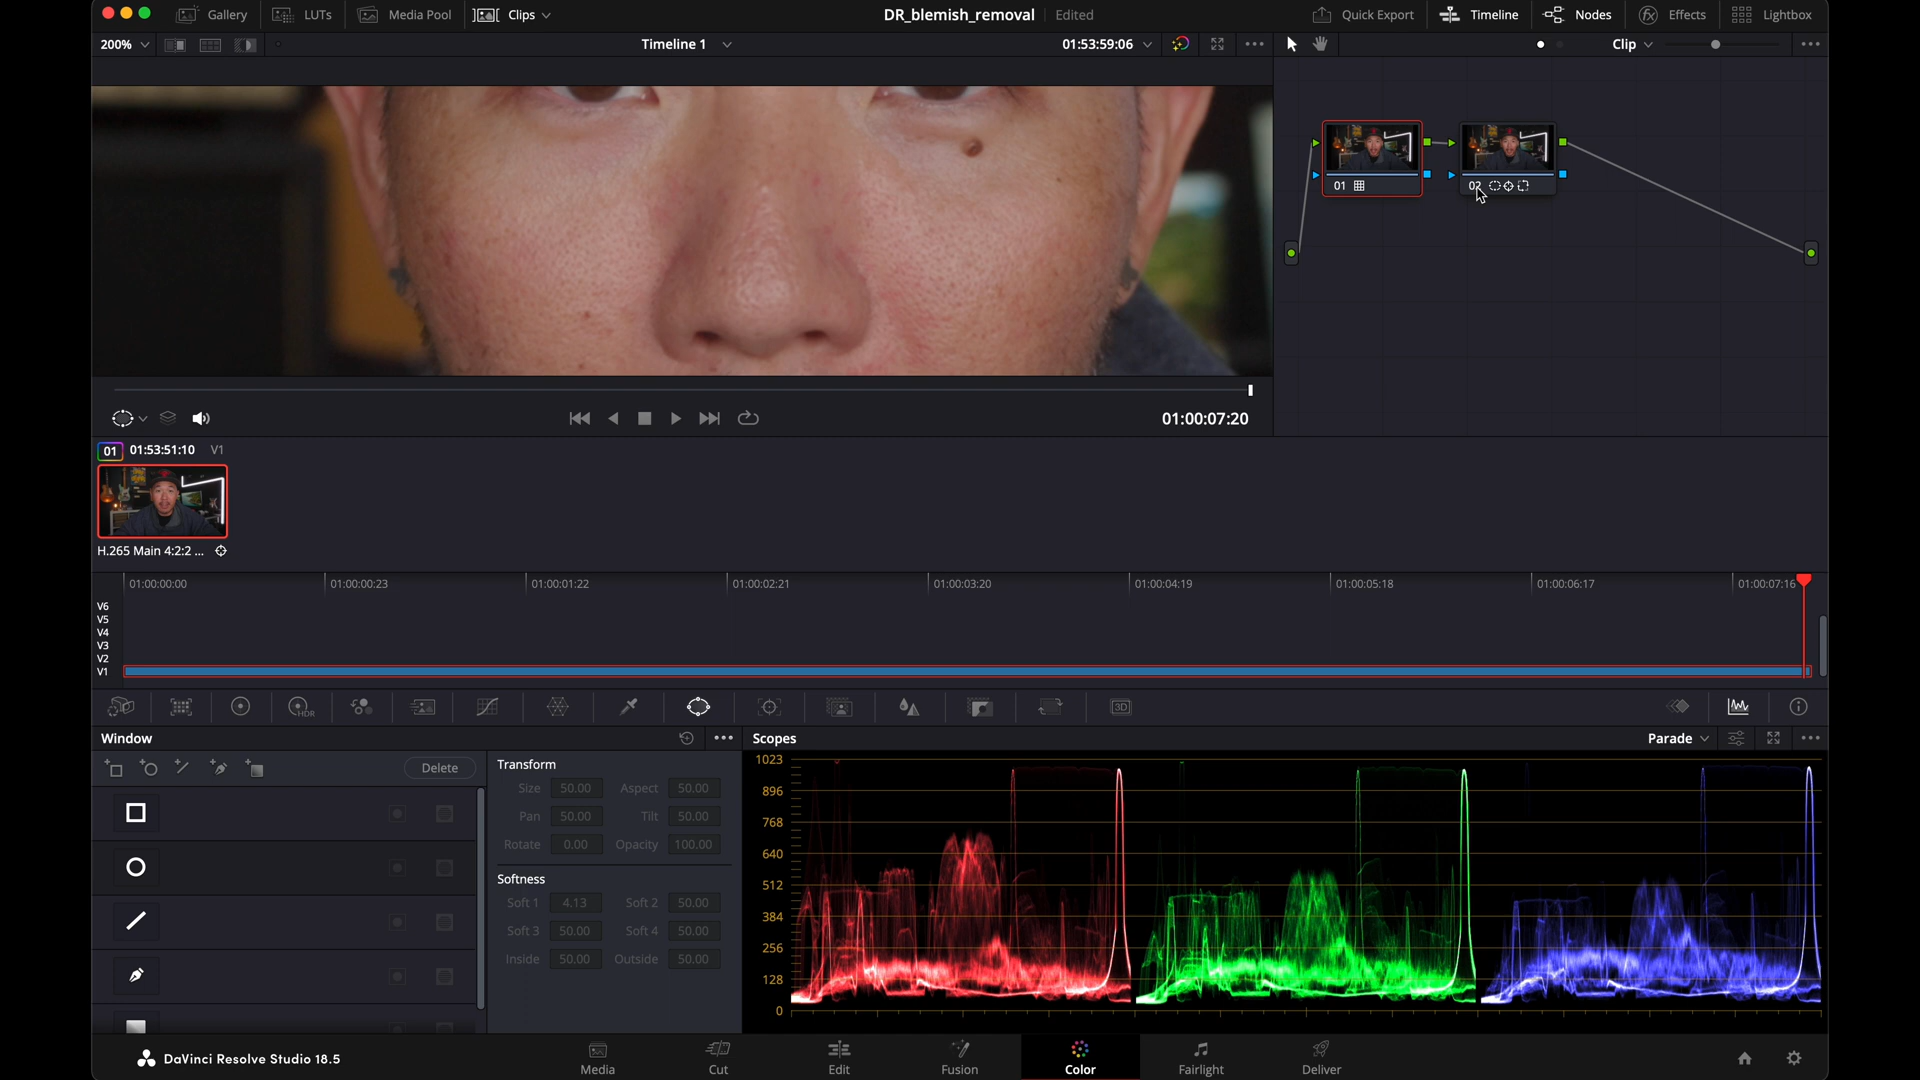 Gallery LUTs Media Pool Clips DR_blemish_removal Edited Quick Export Timeline Nodes Effects Lightbox
200% Timeline 1 01:53:59:06 Clip
01 02
01:00:07:20
01 01:53:51:10 V1
H.265 Main 4:2:2 ...
01:00:00:00 01:00:00:23 01:00:01:22 01:00:02:21 01:00:03:20 01:00:04:19 01:00:05:18 01:00:06:17 01:00:07:16
V6
V5
V4
V3
V2
V1
HDR 3D
Window Scopes Parade
Delete
Transform
Size 50.00 Aspect 50.00
Pan 50.00 Tilt 50.00
Rotate 0.00 Opacity 100.00
Softness
Soft 1 4.13 Soft 2 50.00
Soft 3 50.00 Soft 4 50.00
Inside 50.00 Outside 50.00
1023
896
768
640
512
384
256
128
0
DaVinci Resolve Studio 18.5
Media Cut Edit Fusion Color Fairlight Deliver